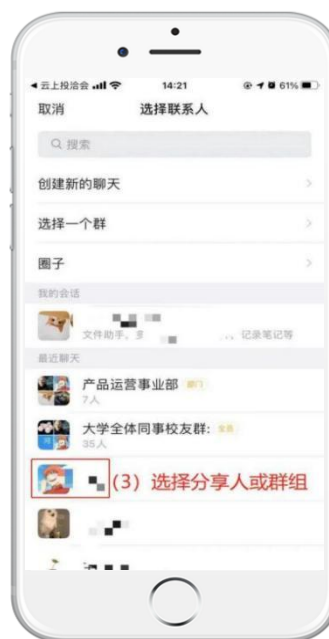 云上投洽会
14:21
61%
取消
选择联系人
搜索
创建新的聊天
选择一个群
圈子
我的会话
文件助手、
记录笔记等
最近聊天
产品运营事业部 部门
7人
大学全体同事校友群: 全员
35人
(3) 选择分享人或群组